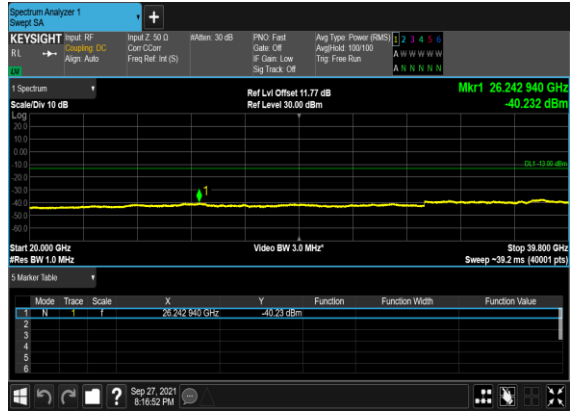 Spectrum Analyzer 1
Swept SA
+
KEYSIGHT Input: RF Input Z: 50 Ω #Atten: 30 dB PNO: Fast Avg Type: Power (RMS) 1 2 3 4 5 6
RL Coupling: DC Corr CCorr Gate: Off Avg|Hold: 100/100 A W W W W W
Align: Auto Freq Ref: Int (S) IF Gain: Low Trig: Free Run
Sig Track: Off A N N N N N
1 Spectrum Ref Lvl Offset 11.77 dB Mkr1 26.242 940 GHz
Scale/Div 10 dB Ref Level 30.00 dBm -40.232 dBm
Log
20.0
10.0
0.00
-10.0 DL1 -13.00 dBm
-20.0
-30.0 1
-40.0
-50.0
-60.0
Start 20.000 GHz Video BW 3.0 MHz* Stop 39.800 GHz
#Res BW 1.0 MHz Sweep ~39.2 ms (40001 pts)
5 Marker Table
Mode Trace Scale X Y Function Function Width Function Value
1 N 1 f 26.242 940 GHz -40.23 dBm
2
3
4
5
6
? Sep 27, 2021
8:16:52 PM